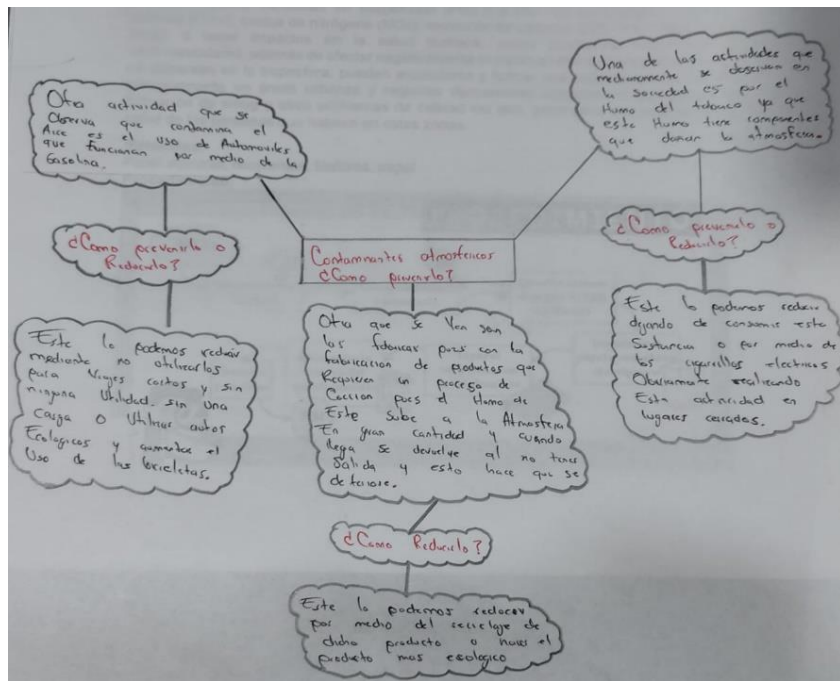 Otra actividad que se
Observa que contamina el
Aire es el uso de Automoviles
que funcionan por medio de la
Gasolina.
¿Como prevenirlo o
Reducirlo?
Este lo podemos reducir
mediante no utilizarlos
para Viajes cortos y sin
ninguna Utilidad. sin una
Carga o Utilizar autos
Ecologicos y aumentar el
Uso de las bicicletas.
Contaminantes atmosfericos
¿Como prevenirlo?
Otra que se Ven son
las fabricas pues con la
fabricacion de productos que
Requieren un proceso de
Coccion pues el Humo de
Este Sube a la Atmosfera
En gran cantidad y cuando
llega se devuelve al no tener
Salida y esto hace que se
deteriore.
¿Como Reducirlo?
Este lo podemos reducir
por medio del reciclaje de
dicho producto o hacer el
producto mas ecologico
Una de las actividades que
se observan en
la Sociedad es por el
Humo del tabaco ya que
este Humo tiene componentes
que dañan la atmosfera.
¿Como prevenirlo o
Reducirlo?
Este lo podemos reducir
dejando de consumir esta
Sustancia o por medio de
los cigarrillos electricos
Obviamente realizando
Esta actividad en
lugares cerrados.